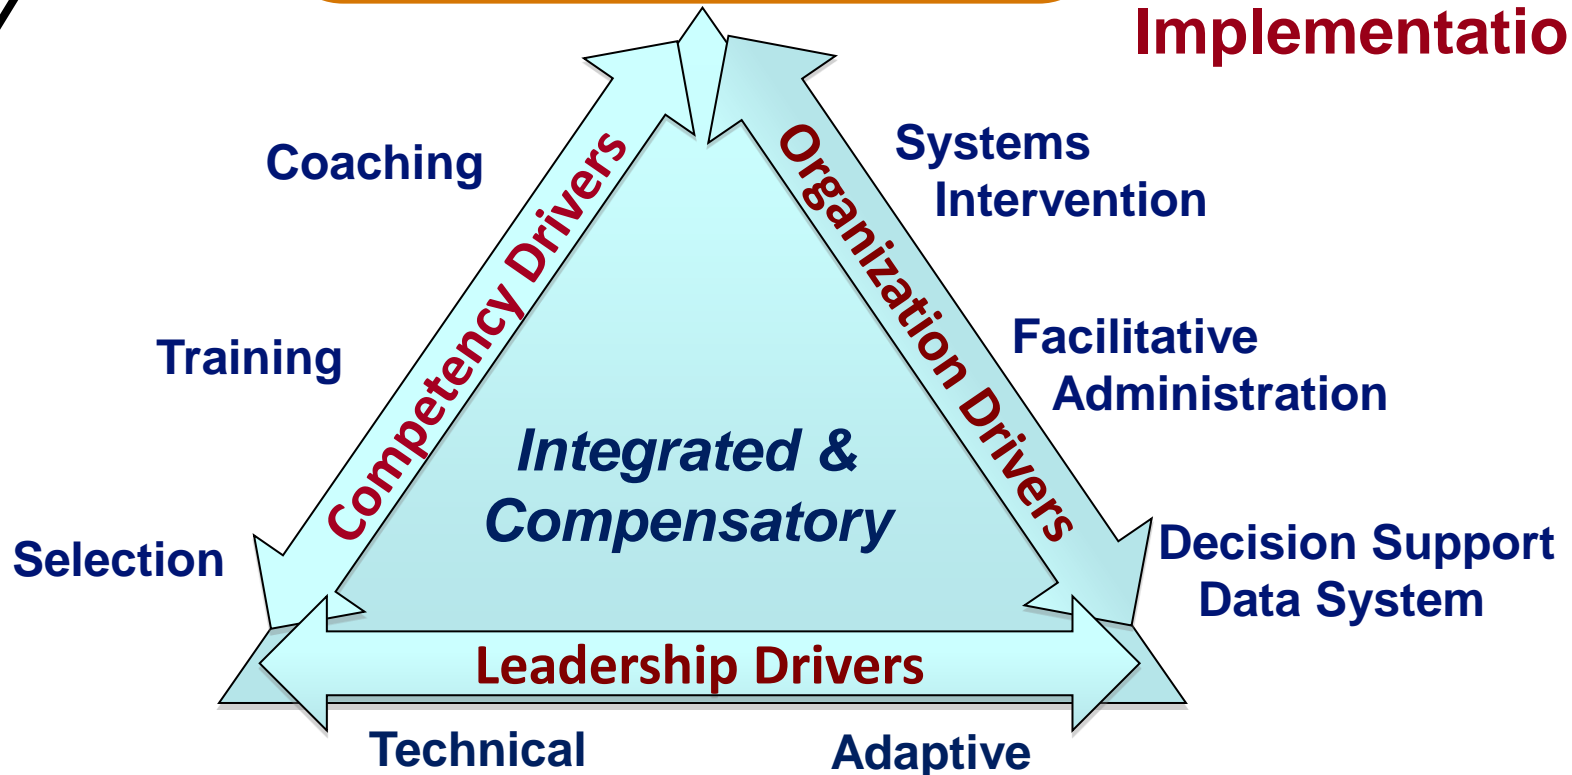 Implementatio
Coaching
Training
Selection
Competency Drivers
Organization Drivers
Systems
Intervention
Facilitative
Administration
Decision Support
Data System
Integrated &
Compensatory
Leadership Drivers
Technical
Adaptive